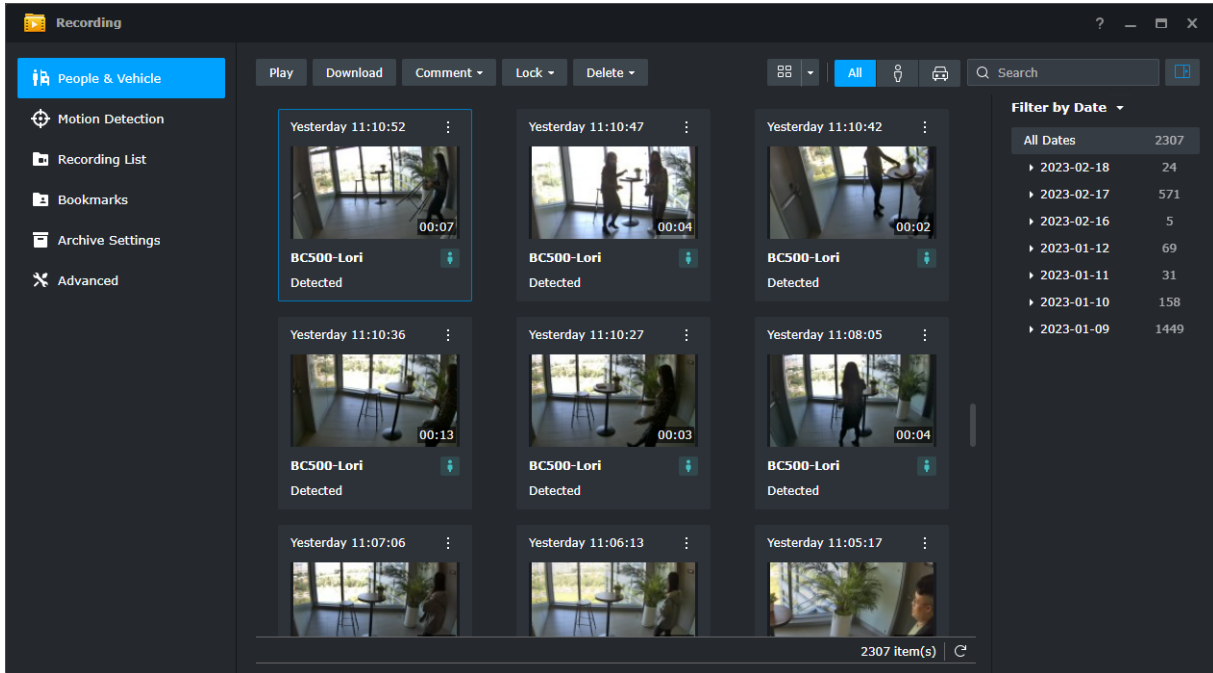 Recording
?
People & Vehicle
Motion Detection
Recording List
Bookmarks
Archive Settings
Advanced
Play Download Comment Lock Delete
All
Search
Yesterday 11:10:52
00:07
BC500-Lori
Detected
Yesterday 11:10:47
00:04
BC500-Lori
Detected
Yesterday 11:10:42
00:02
BC500-Lori
Detected
Yesterday 11:10:36
00:13
BC500-Lori
Detected
Yesterday 11:10:27
00:03
BC500-Lori
Detected
Yesterday 11:08:05
00:04
BC500-Lori
Detected
Yesterday 11:07:06
Yesterday 11:06:13
Yesterday 11:05:17
2307 item(s)
Filter by Date
All Dates 2307
2023-02-18 24
2023-02-17 571
2023-02-16 5
2023-01-12 69
2023-01-11 31
2023-01-10 158
2023-01-09 1449